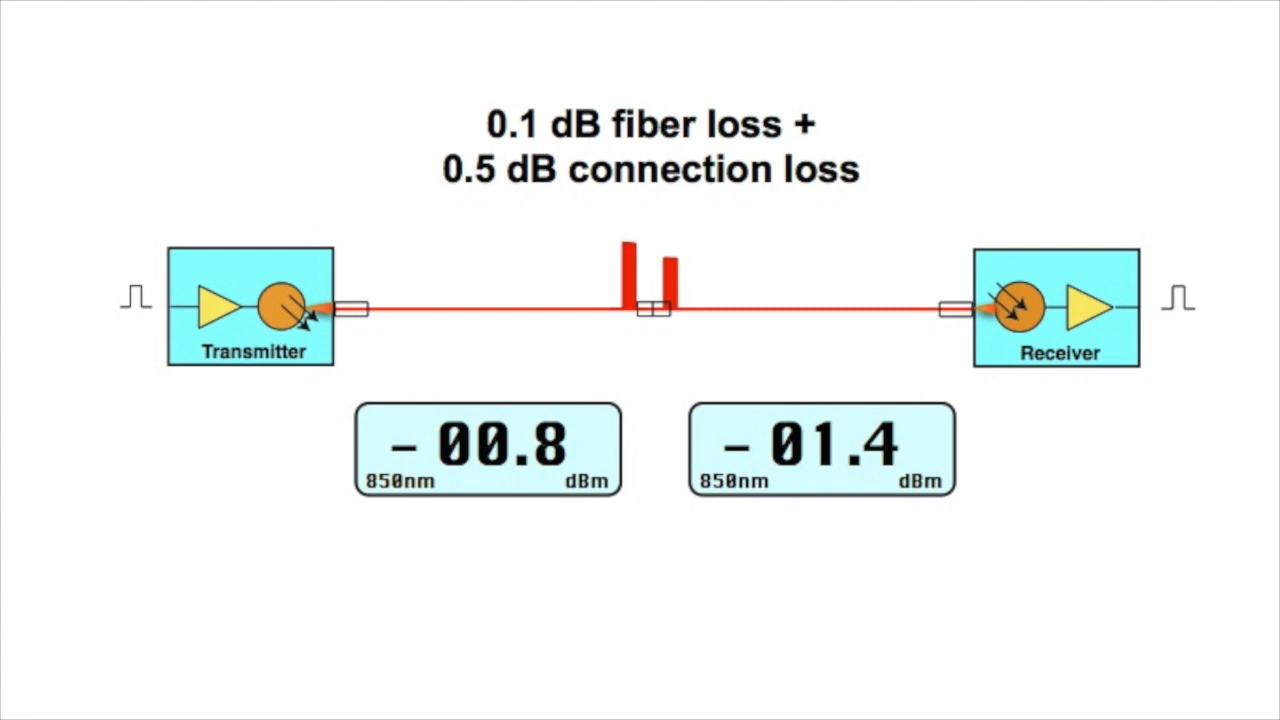 0.1 dB fiber loss +
0.5 dB connection loss
Transmitter
Receiver
- 00.8
850nm dBm
- 01.4
850nm dBm